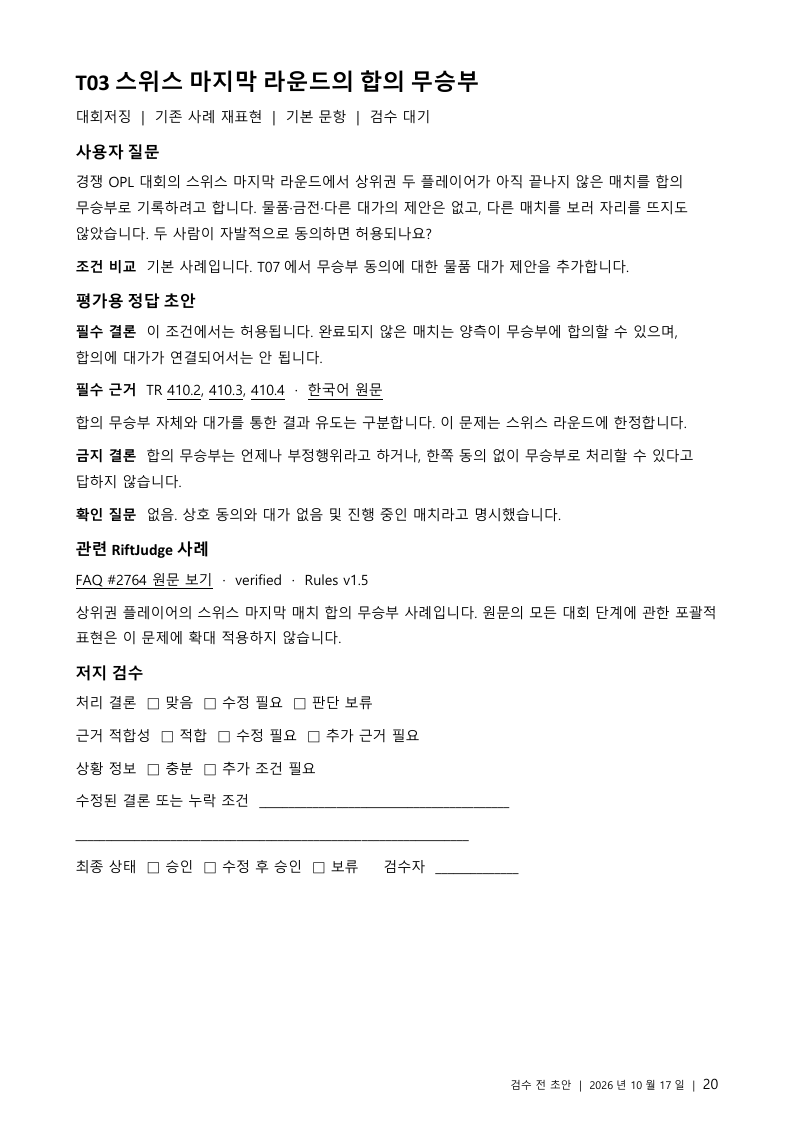 T03 스위스 마지막 라운드의 합의 무승부
대회저징 | 기존 사례 재표현 | 기본 문항 | 검수 대기
사용자 질문
경쟁 OPL 대회의 스위스 마지막 라운드에서 상위권 두 플레이어가 아직 끝나지 않은 매치를 합의
무승부로 기록하려고 합니다. 물품·금전·다른 대가의 제안은 없고, 다른 매치를 보러 자리를 뜨지도
않았습니다. 두 사람이 자발적으로 동의하면 허용되나요?
조건 비교 기본 사례입니다. T07에서 무승부 동의에 대한 물품 대가 제안을 추가합니다.
평가용 정답 초안
필수 결론 이 조건에서는 허용됩니다. 완료되지 않은 매치는 양측이 무승부에 합의할 수 있으며,
합의에 대가가 연결되어서는 안 됩니다.
필수 근거 TR 410.2, 410.3, 410.4 · 한국어 원문
합의 무승부 자체와 대가를 통한 결과 유도는 구분합니다. 이 문제는 스위스 라운드에 한정합니다.
금지 결론 합의 무승부는 언제나 부정행위라고 하거나, 한쪽 동의 없이 무승부로 처리할 수 있다고
답하지 않습니다.
확인 질문 없음. 상호 동의와 대가 없음 및 진행 중인 매치라고 명시했습니다.
관련 RiftJudge 사례
FAQ #2764 원문 보기 · verified · Rules v1.5
상위권 플레이어의 스위스 마지막 매치 합의 무승부 사례입니다. 원문의 모든 대회 단계에 관한 포괄적
표현은 이 문제에 확대 적용하지 않습니다.
저지 검수
처리 결론 □ 맞음 □ 수정 필요 □ 판단 보류
근거 적합성 □ 적합 □ 수정 필요 □ 추가 근거 필요
상황 정보 □ 충분 □ 추가 조건 필요
수정된 결론 또는 누락 조건 ______________________________
최종 상태 □ 승인 □ 수정 후 승인 □ 보류 검수자 __________
검수 전 초안 | 2026년 10월 17일 | 20